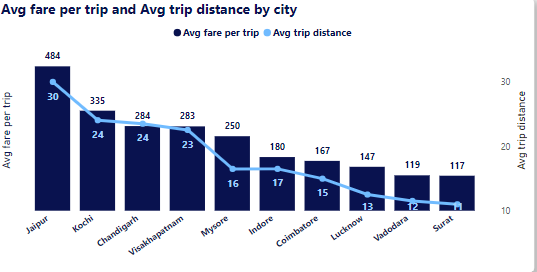 Avg fare per trip and Avg trip distance by city
Avg fare per trip Avg trip distance
484
335
284
283
250
180
167
147
119
117
30
24
24
23
16
17
15
13
12
11
Avg fare per trip
30
20
10
Avg trip distance
Jaipur
Kochi
Chandigarh
Visakhapatnam
Mysore
Indore
Coimbatore
Lucknow
Vadodara
Surat